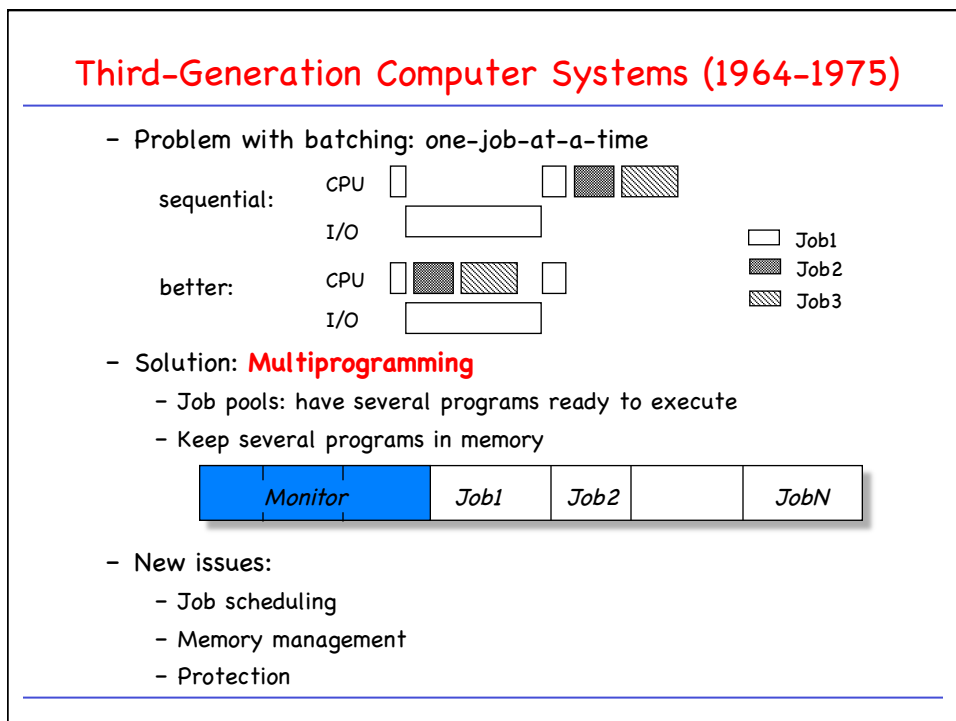 Third-Generation Computer Systems (1964-1975)
– Problem with batching: one-job-at-a-time
sequential:
CPU
I/O
better:
CPU
I/O
Job1
Job2
Job3
– Solution: Multiprogramming
– Job pools: have several programs ready to execute
– Keep several programs in memory
Monitor Job1 Job2 JobN
– New issues:
– Job scheduling
– Memory management
– Protection